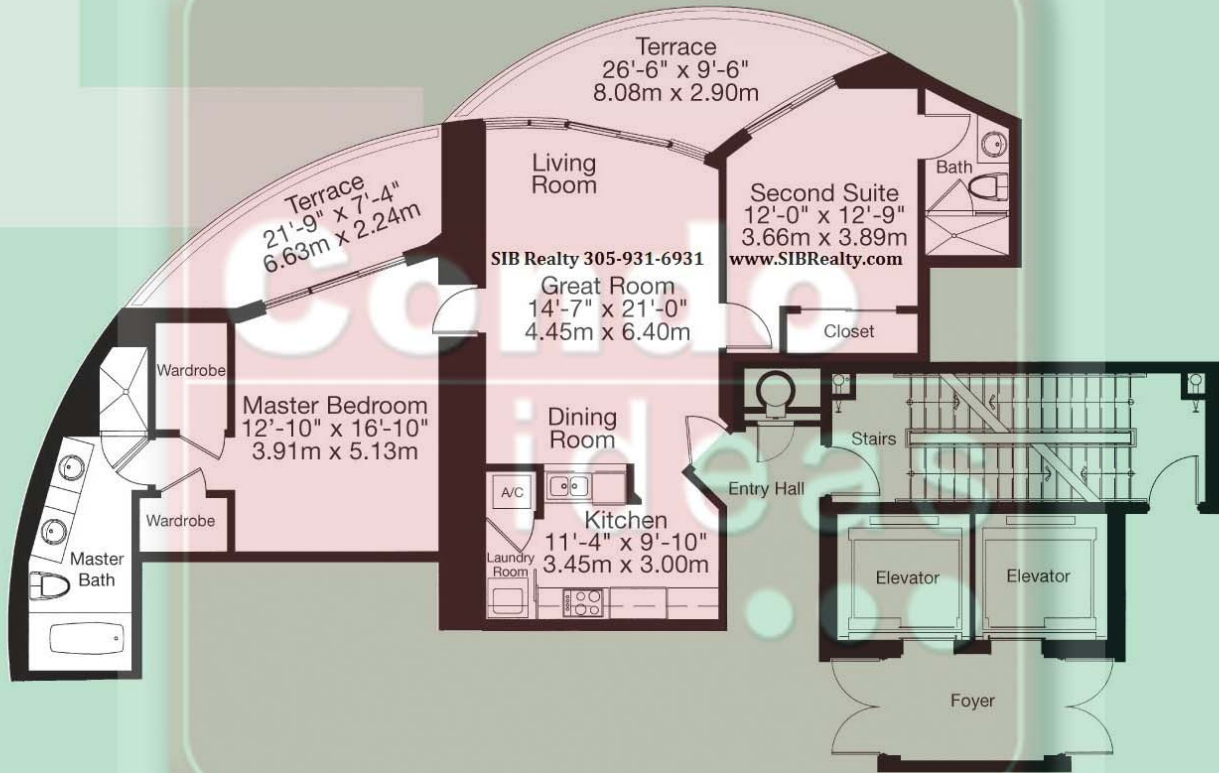 Terrace
26'-6" x 9'-6"
8.08m x 2.90m
Living
Room
Bath
Terrace
21'-9" x 7'-4"
6.63m x 2.24m
Second Suite
12'-0" x 12'-9"
3.66m x 3.89m
SIB Realty 305-931-6931
www.SIBRealty.com
Great Room
14'-7" x 21'-0"
4.45m x 6.40m
Closet
Condo
ideas
Wardrobe
Master Bedroom
12'-10" x 16'-10"
3.91m x 5.13m
Dining
Room
Stairs
A/C
Entry Hall
Wardrobe
Kitchen
11'-4" x 9'-10"
3.45m x 3.00m
Laundry
Room
Master
Bath
Elevator
Elevator
Foyer